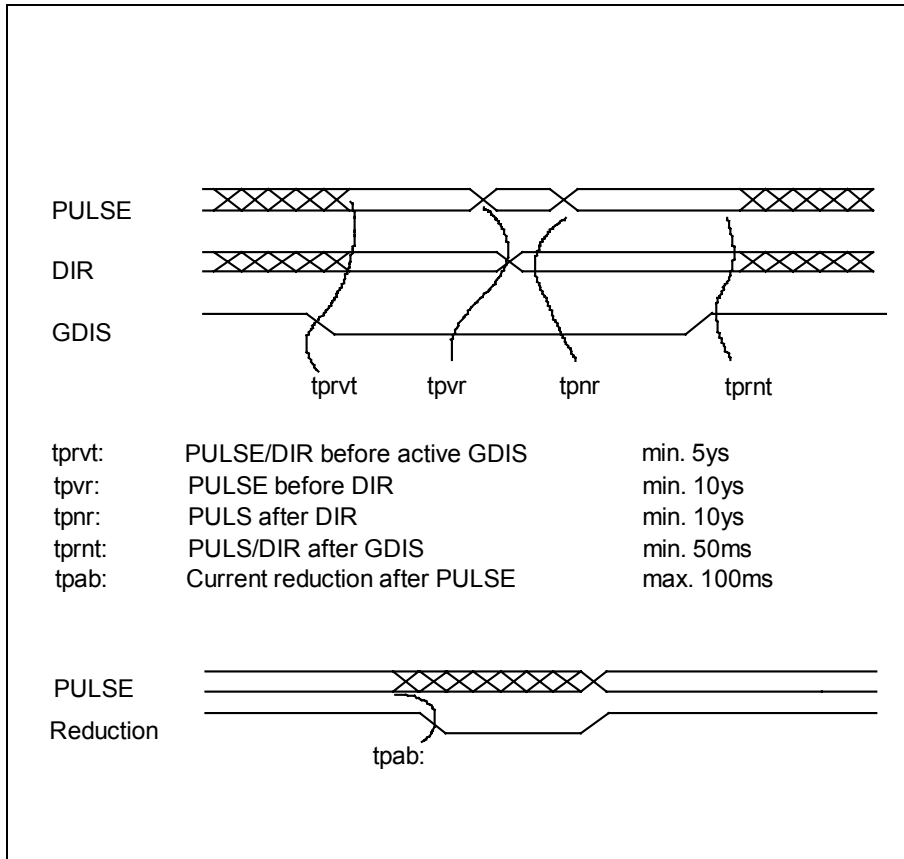 PULSE
DIR
GDIS
tprvt tpvr tpnr tprnt
tprvt: PULSE/DIR before active GDIS min. 5ys
tpvr: PULSE before DIR min. 10ys
tpnr: PULS after DIR min. 10ys
tprnt: PULS/DIR after GDIS min. 50ms
tpab: Current reduction after PULSE max. 100ms
PULSE
Reduction
tpab: